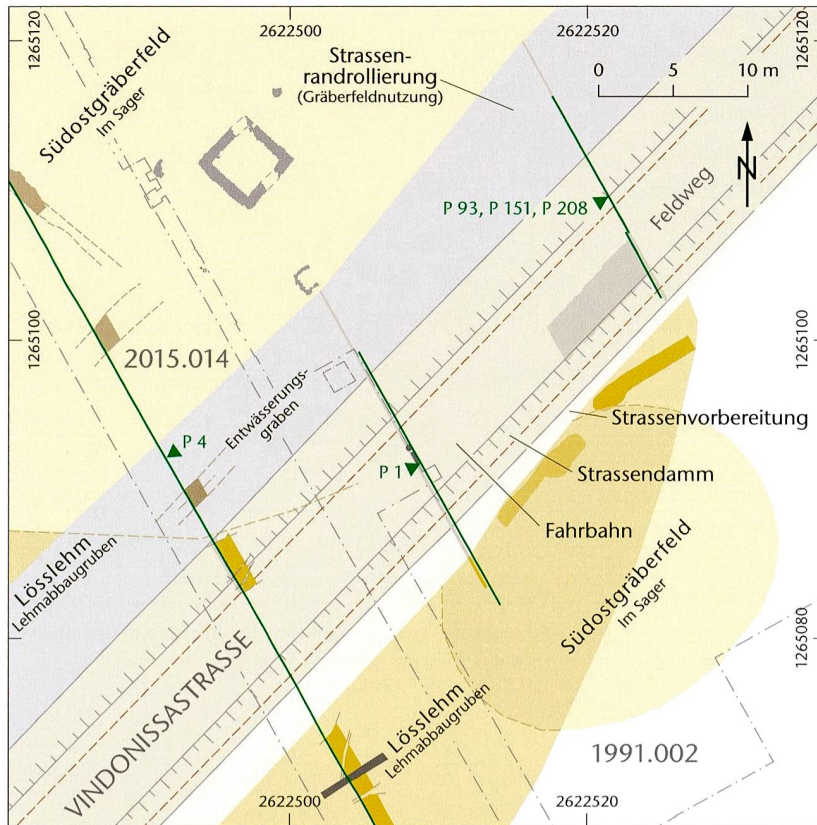 1265120
2622500
2622520
1265120
Strassen-
randrollierung
(Gräberfeldnutzung)
0 5 10 m
Südostgräberfeld
Im Sager
N
P 93, P 151, P 208
Feldweg
1265100
2015.014
1265100
Entwässerungs-
graben
P 4
P 1
Strassenvorbereitung
Strassendamm
Fahrbahn
Lösslehm
Lehmabbaugruben
Südostgräberfeld
Im Sager
1265080
1265080
VINDONISSASTRASSE
Lösslehm
Lehmabbaugruben
1991.002
2622500
2622520